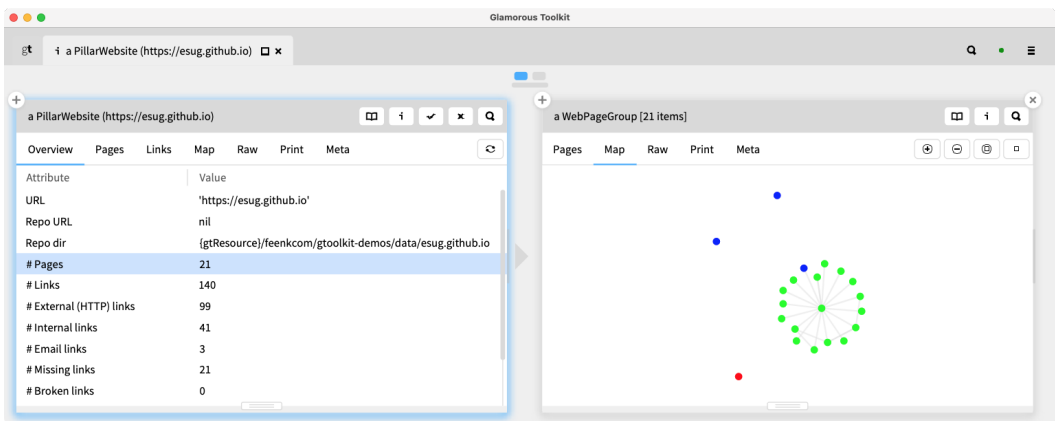 Glamorous Toolkit
gt
i a PillarWebsite (https://esug.github.io)
a PillarWebsite (https://esug.github.io)
Overview Pages Links Map Raw Print Meta
Attribute Value
URL 'https://esug.github.io'
Repo URL nil
Repo dir {gtResource}/feenkcom/gtoolkit-demos/data/esug.github.io
# Pages 21
# Links 140
# External (HTTP) links 99
# Internal links 41
# Email links 3
# Missing links 21
# Broken links 0
a WebPageGroup [21 items]
Pages Map Raw Print Meta